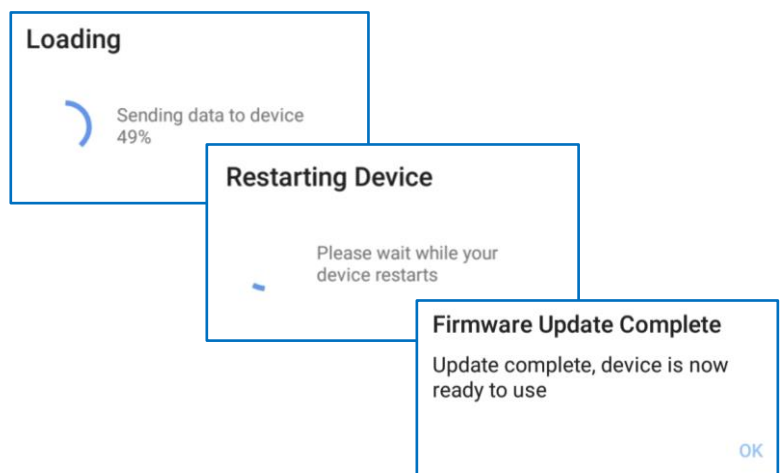 Loading
Sending data to device
49%
Restarting Device
Please wait while your
device restarts
Firmware Update Complete
Update complete, device is now
ready to use
OK